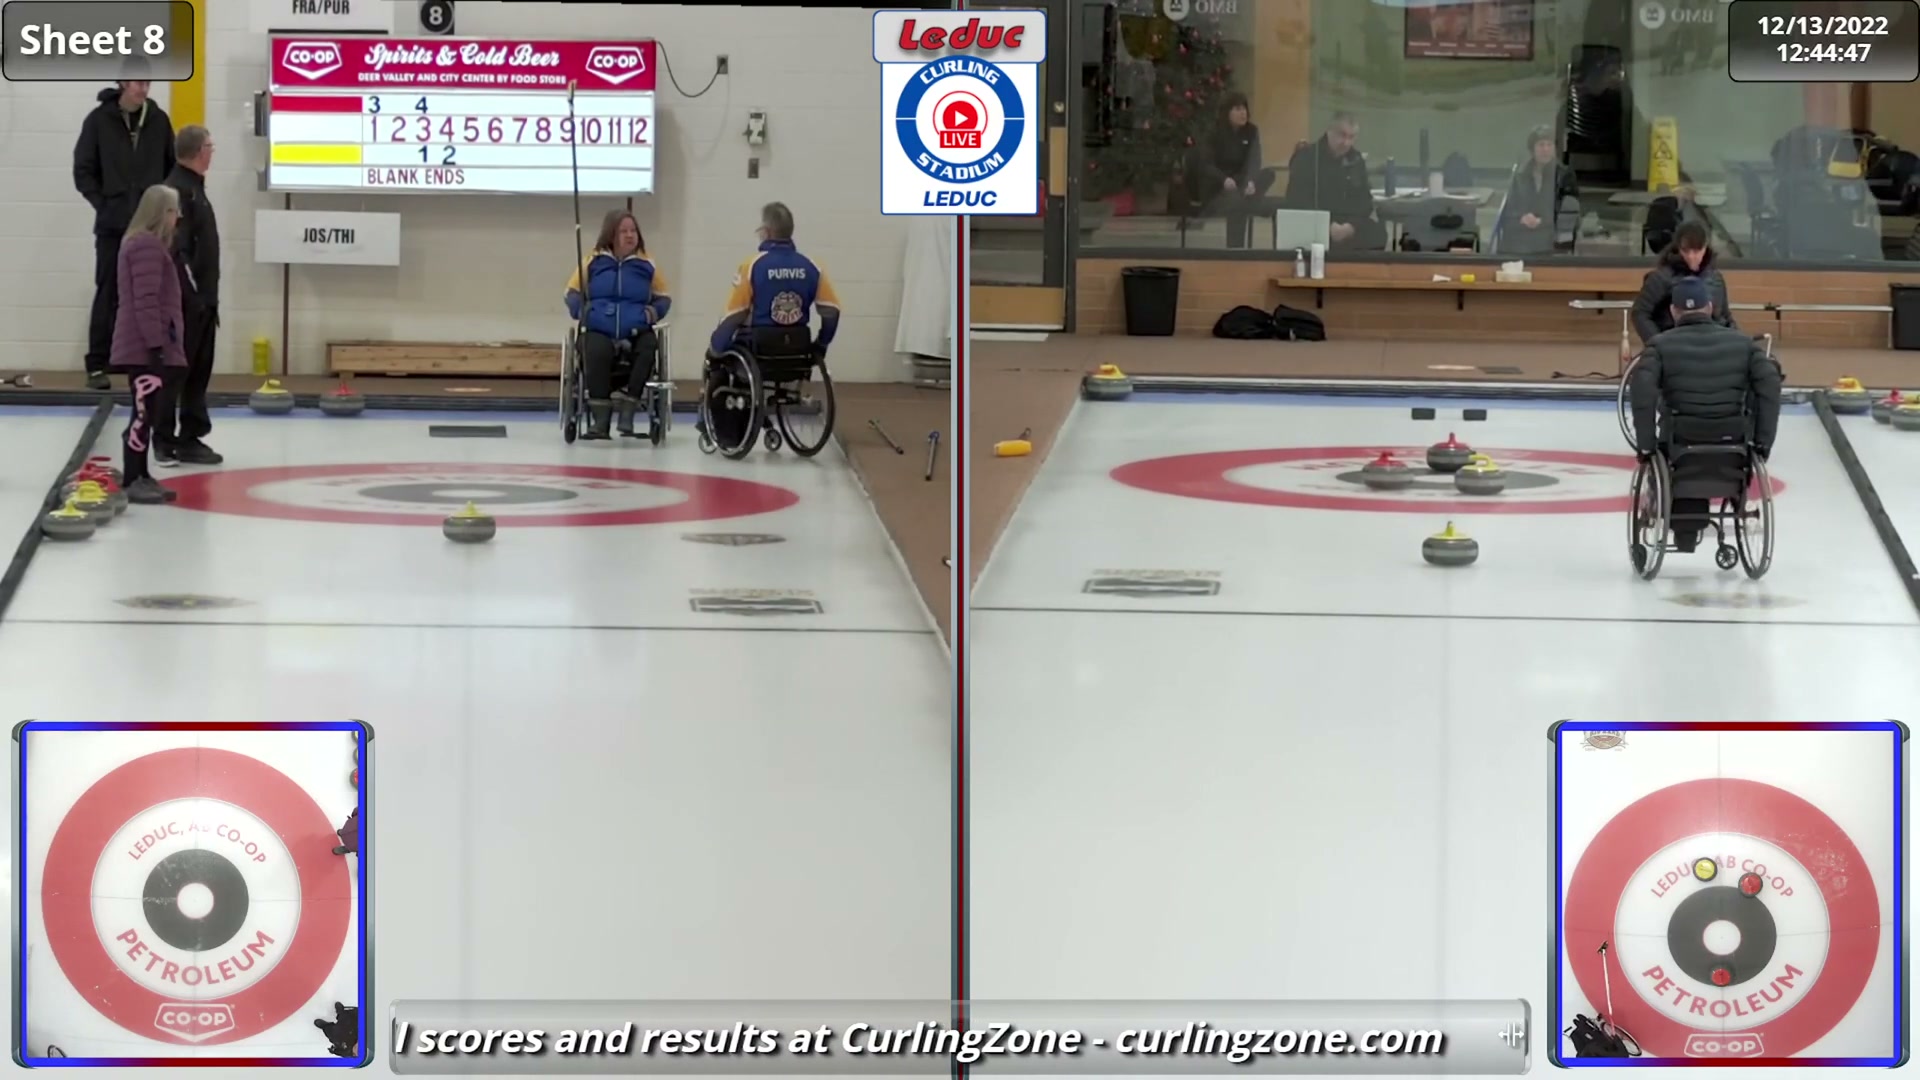 Sheet 8
FRA/PUR
8
CO-OP
Spirits & Cold Beer
CO-OP
DEER VALLEY AND CITY CENTER BY FOOD STORE
3 4
1 2 3 4 5 6 7 8 9 10 11 12
1 2
BLANK ENDS
JOS/THI
PURVIS
Leduc
CURLING
LIVE
STADIUM
LEDUC
BMO
BMO
12/13/2022
12:44:47
LEDUC, AB CO-OP
PETROLEUM
CO-OP
LEDUC, AB CO-OP
PETROLEUM
CO-OP
l scores and results at CurlingZone - curlingzone.com